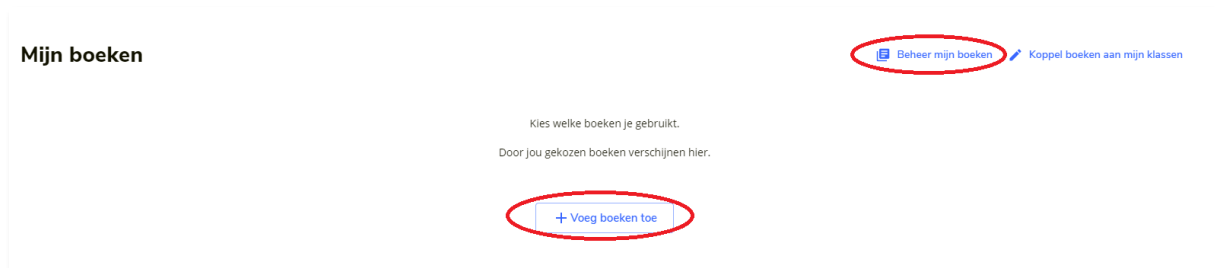 Mijn boeken
Beheer mijn boeken
Koppel boeken aan mijn klassen
Kies welke boeken je gebruikt.
Door jou gekozen boeken verschijnen hier.
+ Voeg boeken toe